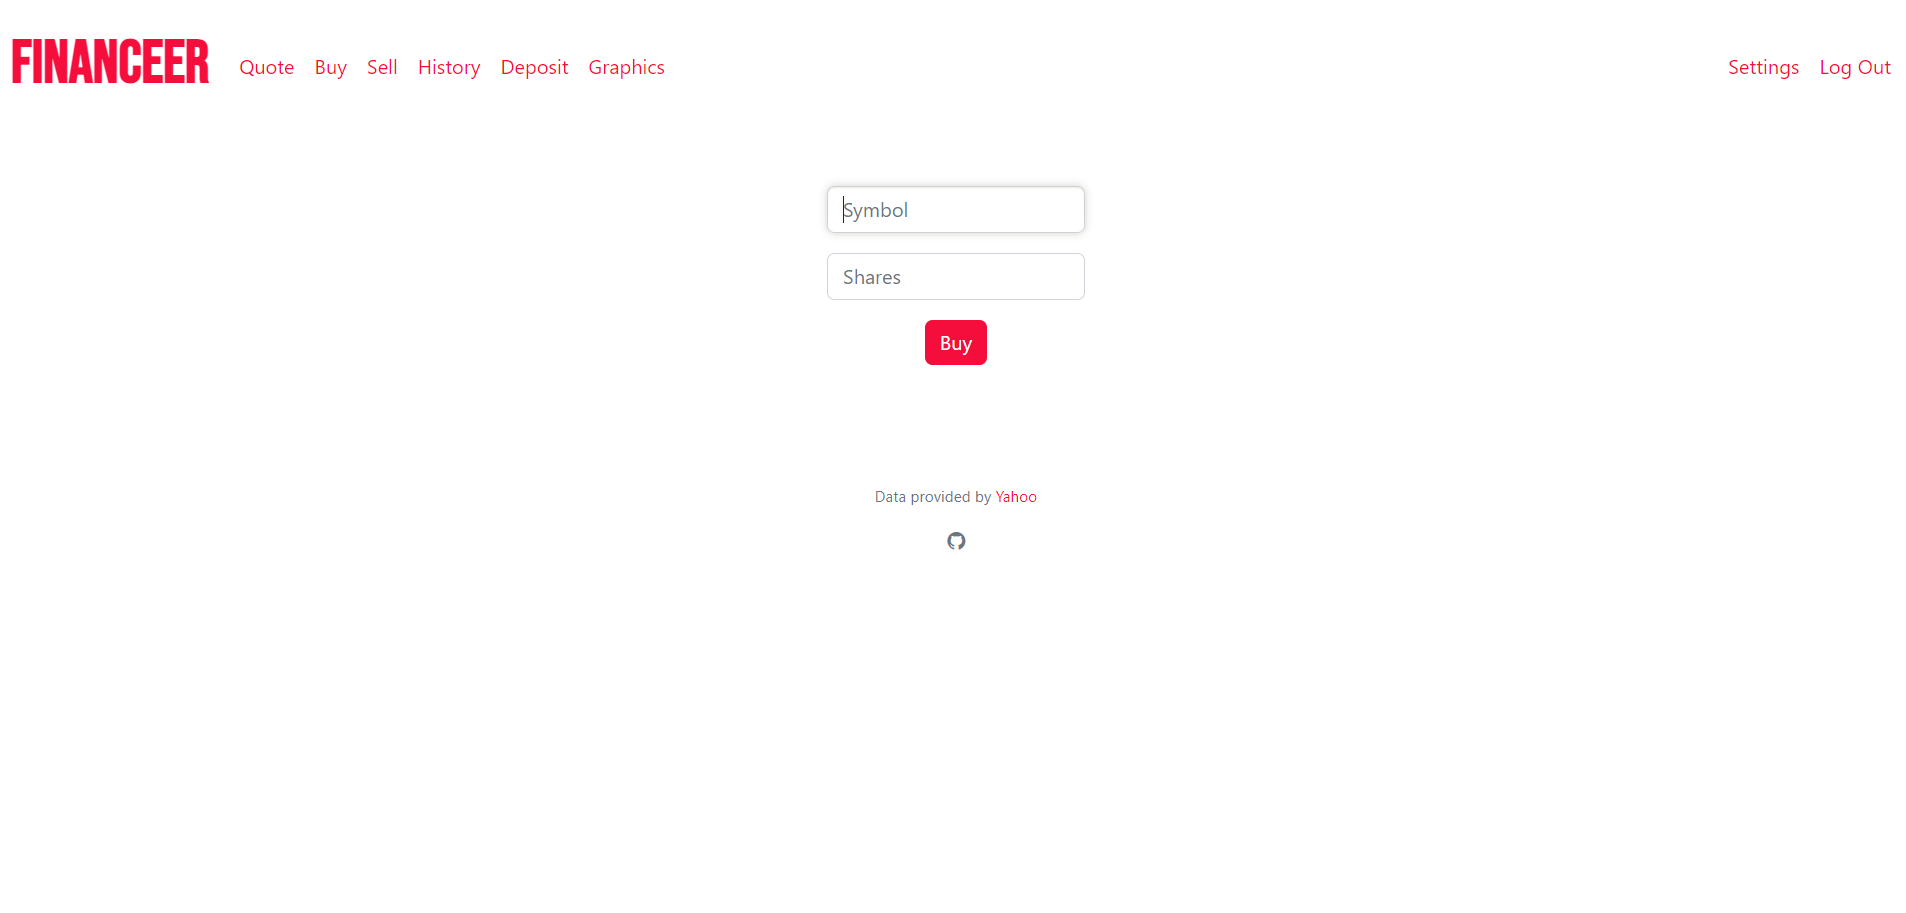 FINANCEER Quote Buy Sell History Deposit Graphics Settings Log Out
Symbol
Shares
Buy
Data provided by Yahoo